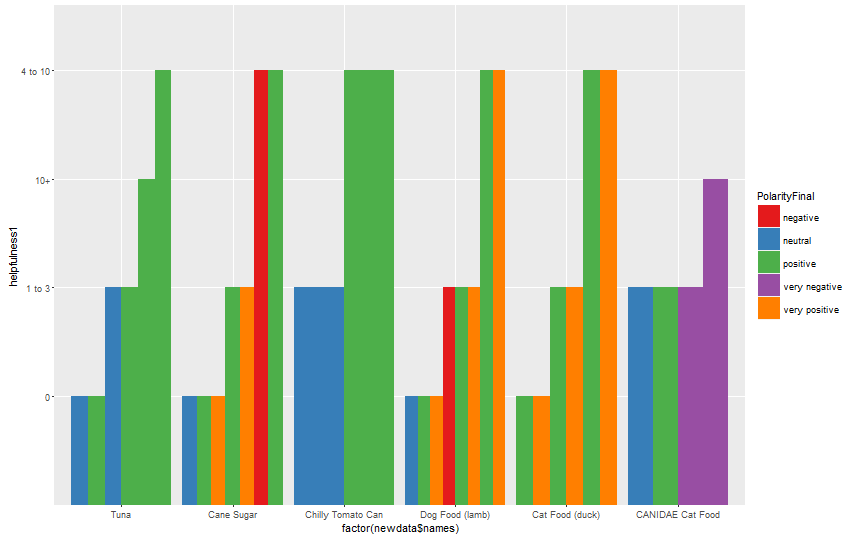 helpfulness1
4 to 10
10+
1 to 3
0
Tuna
Cane Sugar
Chilly Tomato Can
Dog Food (lamb)
Cat Food (duck)
CANIDAE Cat Food
factor(newdata$names)
PolarityFinal
negative
neutral
positive
very negative
very positive